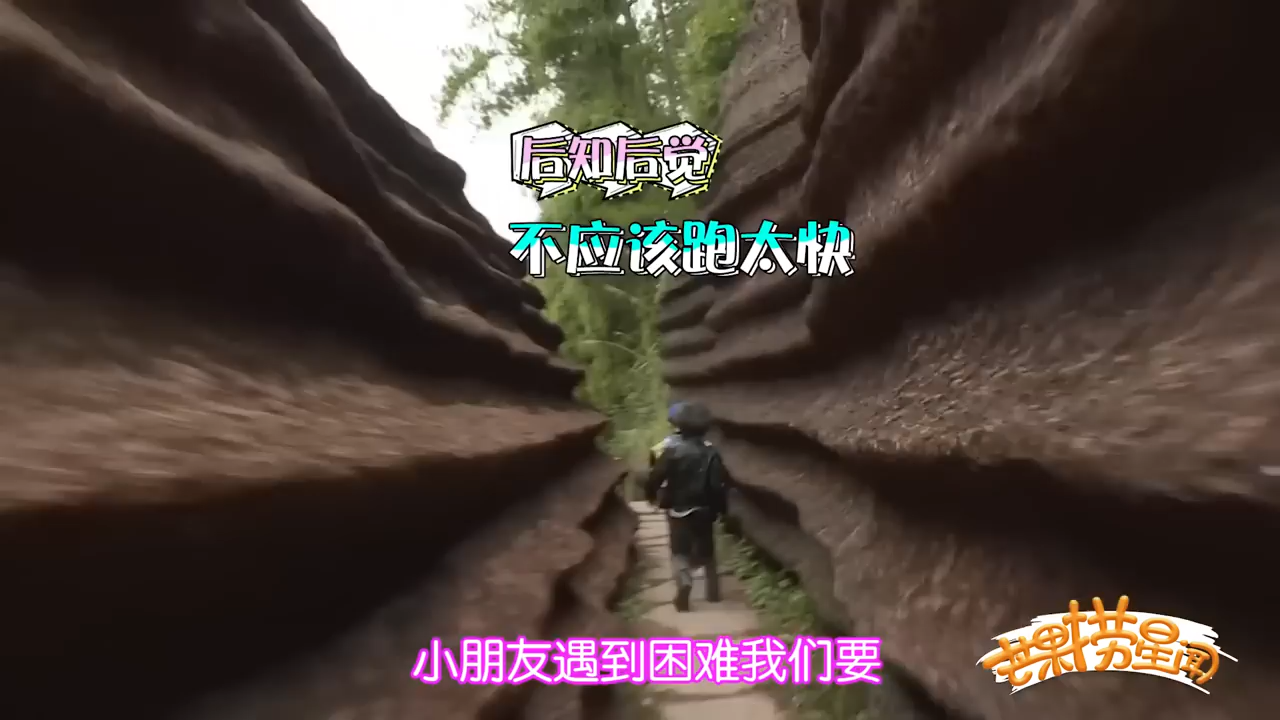 后知后觉
不应该跑太快
小朋友遇到困难我们要
芒果捞星闻